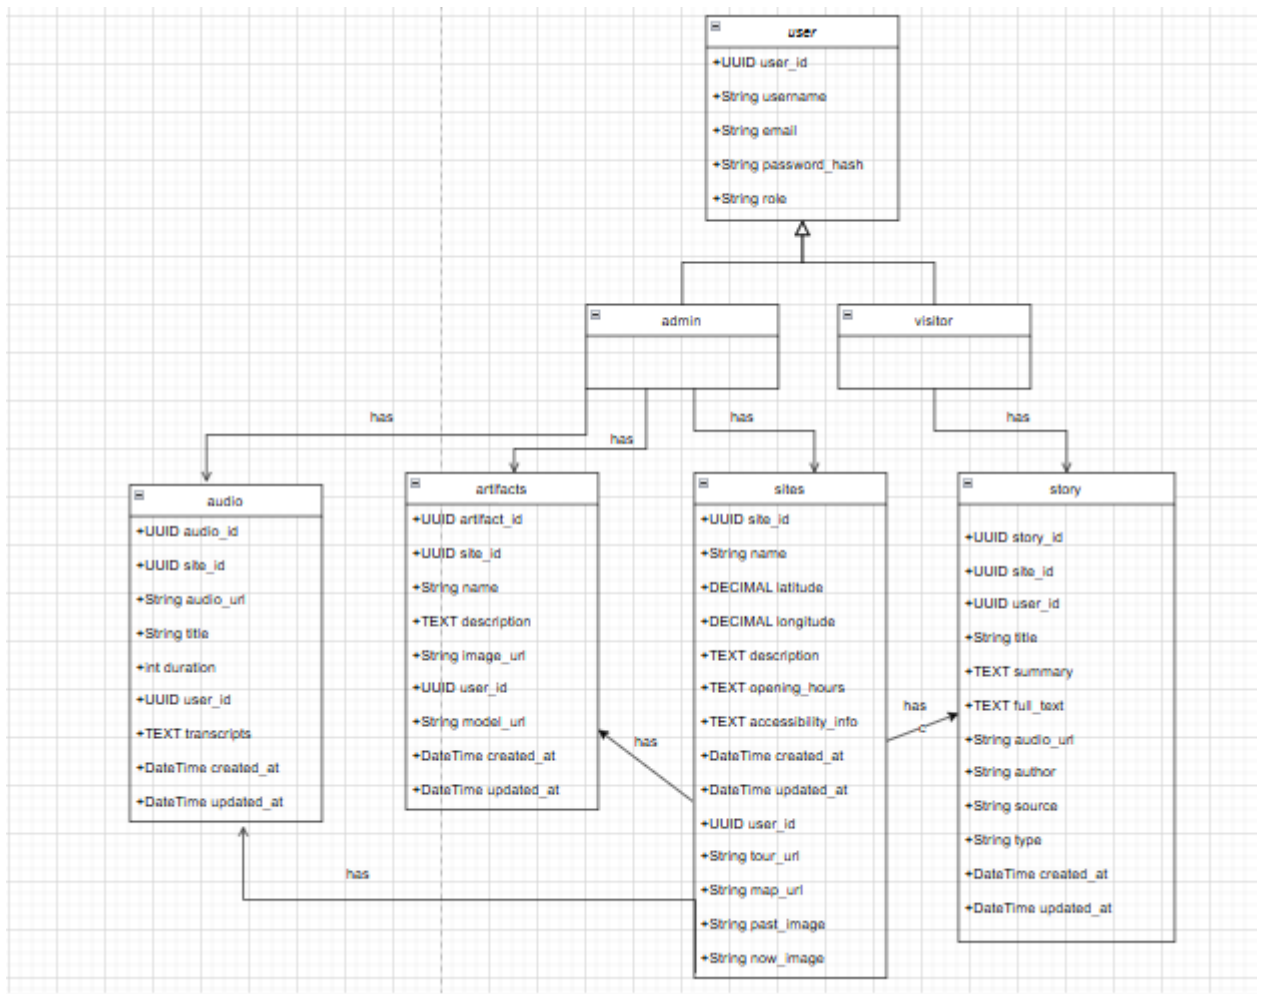 user
+UUID user_id
+String username
+String email
+String password_hash
+String role
admin
visitor
has
has
has
has
audio
+UUID audio_id
+UUID site_id
+String audio_url
+String title
+int duration
+UUID user_id
+TEXT transcripts
+DateTime created_at
+DateTime updated_at
artifacts
+UUID artifact_id
+UUID site_id
+String name
+TEXT description
+String image_url
+UUID user_id
+String model_url
+DateTime created_at
+DateTime updated_at
sites
+UUID site_id
+String name
+DECIMAL latitude
+DECIMAL longitude
+TEXT description
+TEXT opening_hours
+TEXT accessibility_info
+DateTime created_at
+DateTime updated_at
+UUID user_id
+String tour_url
+String map_url
+String past_image
+String now_image
story
+UUID story_id
+UUID site_id
+UUID user_id
+String title
+TEXT summary
+TEXT full_text
+String audio_url
+String author
+String source
+String type
+DateTime created_at
+DateTime updated_at
has
c
has
has